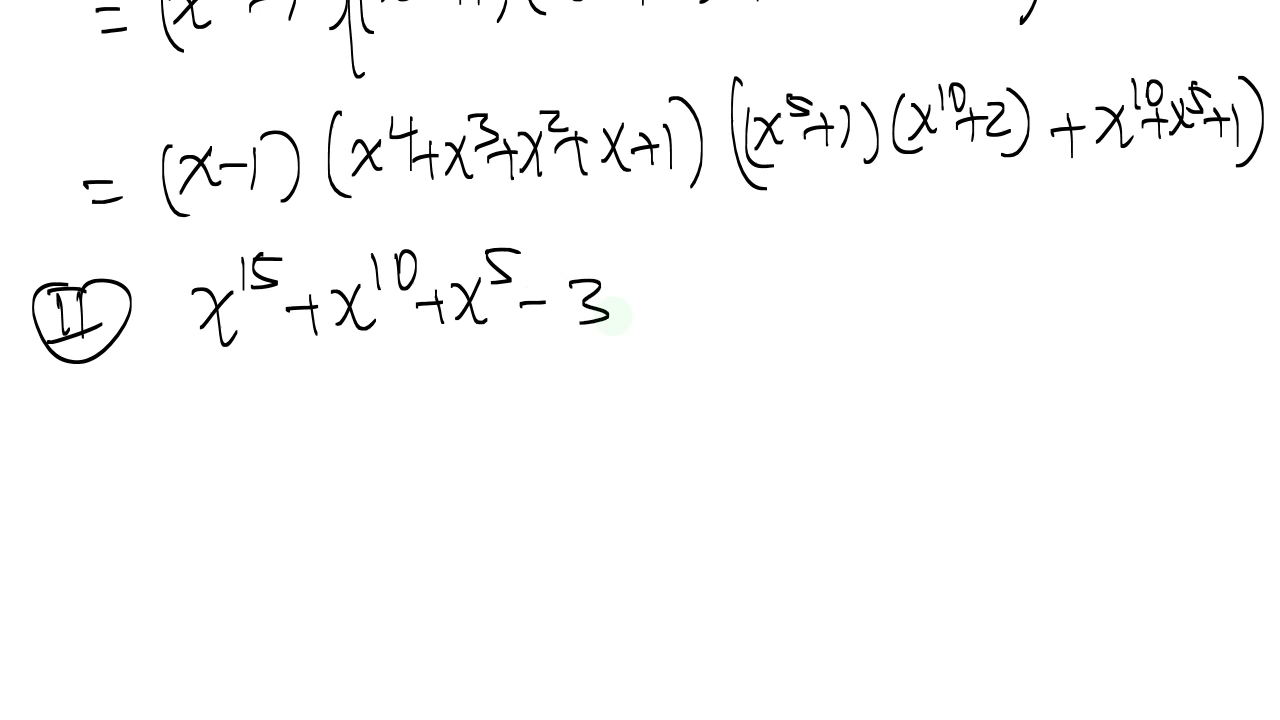 = (x-1)(x⁴+x³+x²+x+1)((x⁵+1)(x¹⁰+2)+x¹⁰+x⁵+1)
II x¹⁵+x¹⁰+x⁵-3